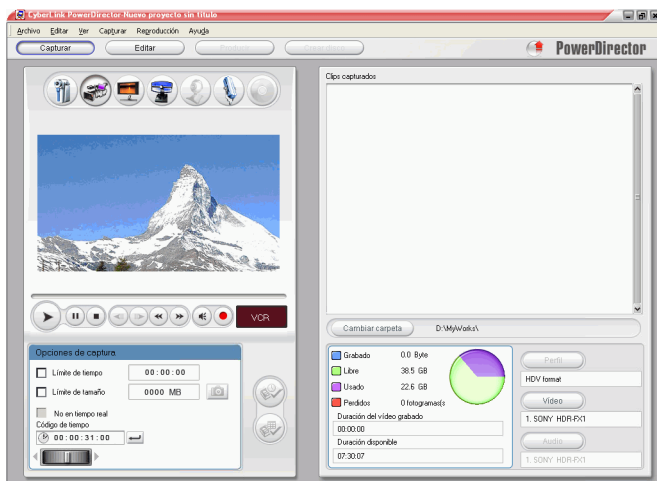 CyberLink PowerDirector-Nuevo proyecto sin título
Archivo Editar Ver Capturar Reproducción Ayuda
Capturar Editar Producir Crear disco
PowerDirector
Clips capturados
VCR
Cambiar carpeta D:\MyWorks\
Opciones de captura
Límite de tiempo 00:00:00
Límite de tamaño 0000 MB
No en tiempo real
Código de tiempo
00:00:31:00
Grabado 0.0 Byte
Libre 38.5 GB
Usado 22.6 GB
Perdidos 0 fotogramas(s
Duración del vídeo grabado
00:00:00
Duración disponible
07:30:07
Perfil
HDV format
Vídeo
1. SONY HDR-FX1
Audio
1. SONY HDR-FX1